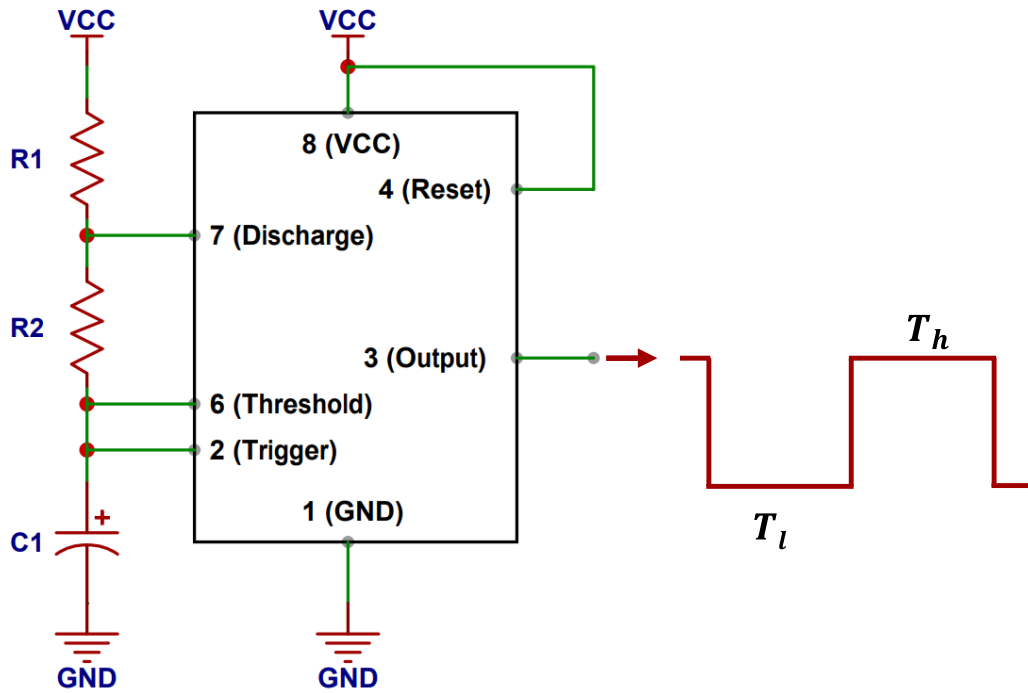 VCC
VCC
8 (VCC)
R1
4 (Reset)
7 (Discharge)
R2
3 (Output)
T_h
6 (Threshold)
2 (Trigger)
1 (GND)
T_l
+
C1
GND
GND